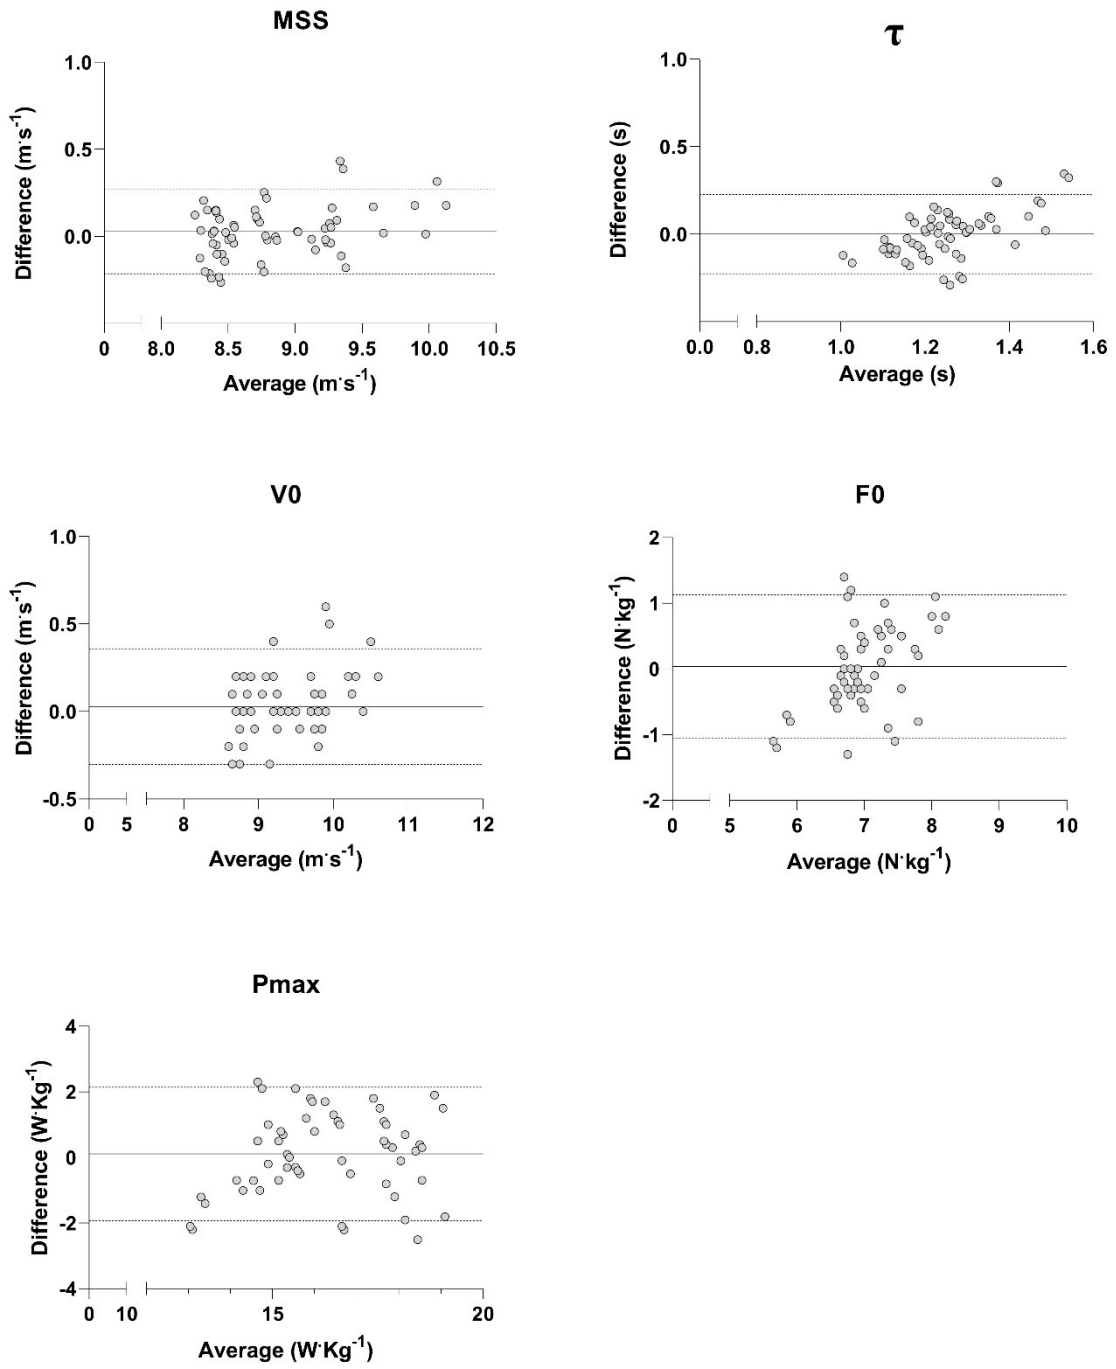 MSS
1.0
0.5
0.0
Difference (m·s-1)
0 8.0 8.5 9.0 9.5 10.0 10.5
Average (m·s-1)
τ
1.0
0.5
0.0
Difference (s)
0.0 0.8 1.0 1.2 1.4 1.6
Average (s)
V0
1.0
0.5
0.0
-0.5
Difference (m·s-1)
0 5 8 9 10 11 12
Average (m·s-1)
F0
2
1
0
-1
-2
Difference (N·kg-1)
0 5 6 7 8 9 10
Average (N·kg-1)
Pmax
4
2
0
-2
-4
Difference (W·Kg-1)
0 10 15 20
Average (W·Kg-1)